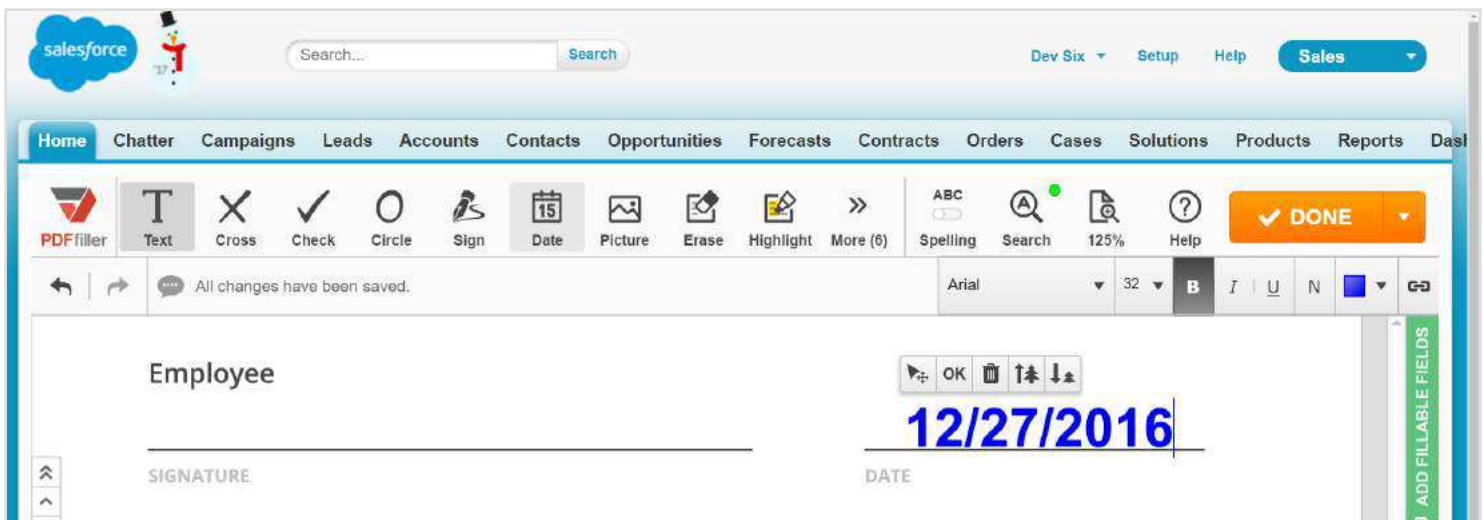 salesforce
'17
Search... Search Dev Six Setup Help Sales
Home Chatter Campaigns Leads Accounts Contacts Opportunities Forecasts Contracts Orders Cases Solutions Products Reports Das
T 15 ABC A ?
PDFfiller Text Cross Check Circle Sign Date Picture Erase Highlight More (6) Spelling Search 125% Help DONE
All changes have been saved. Arial 32 B I U N
Employee OK
12/27/2016
SIGNATURE DATE
ADD FILLABLE FIELDS